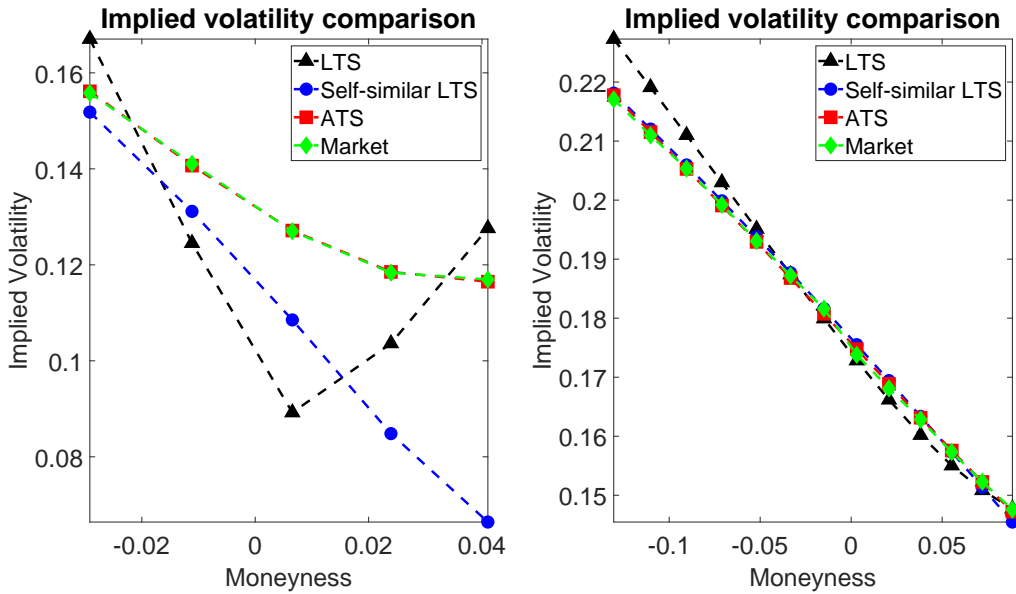 Implied volatility comparison
LTS
Self-similar LTS
ATS
Market
0.16
0.14
0.12
0.1
0.08
Implied Volatility
-0.02
0
0.02
0.04
Moneyness
Implied volatility comparison
LTS
Self-similar LTS
ATS
Market
0.22
0.21
0.2
0.19
0.18
0.17
0.16
0.15
Implied Volatility
-0.1
-0.05
0
0.05
Moneyness